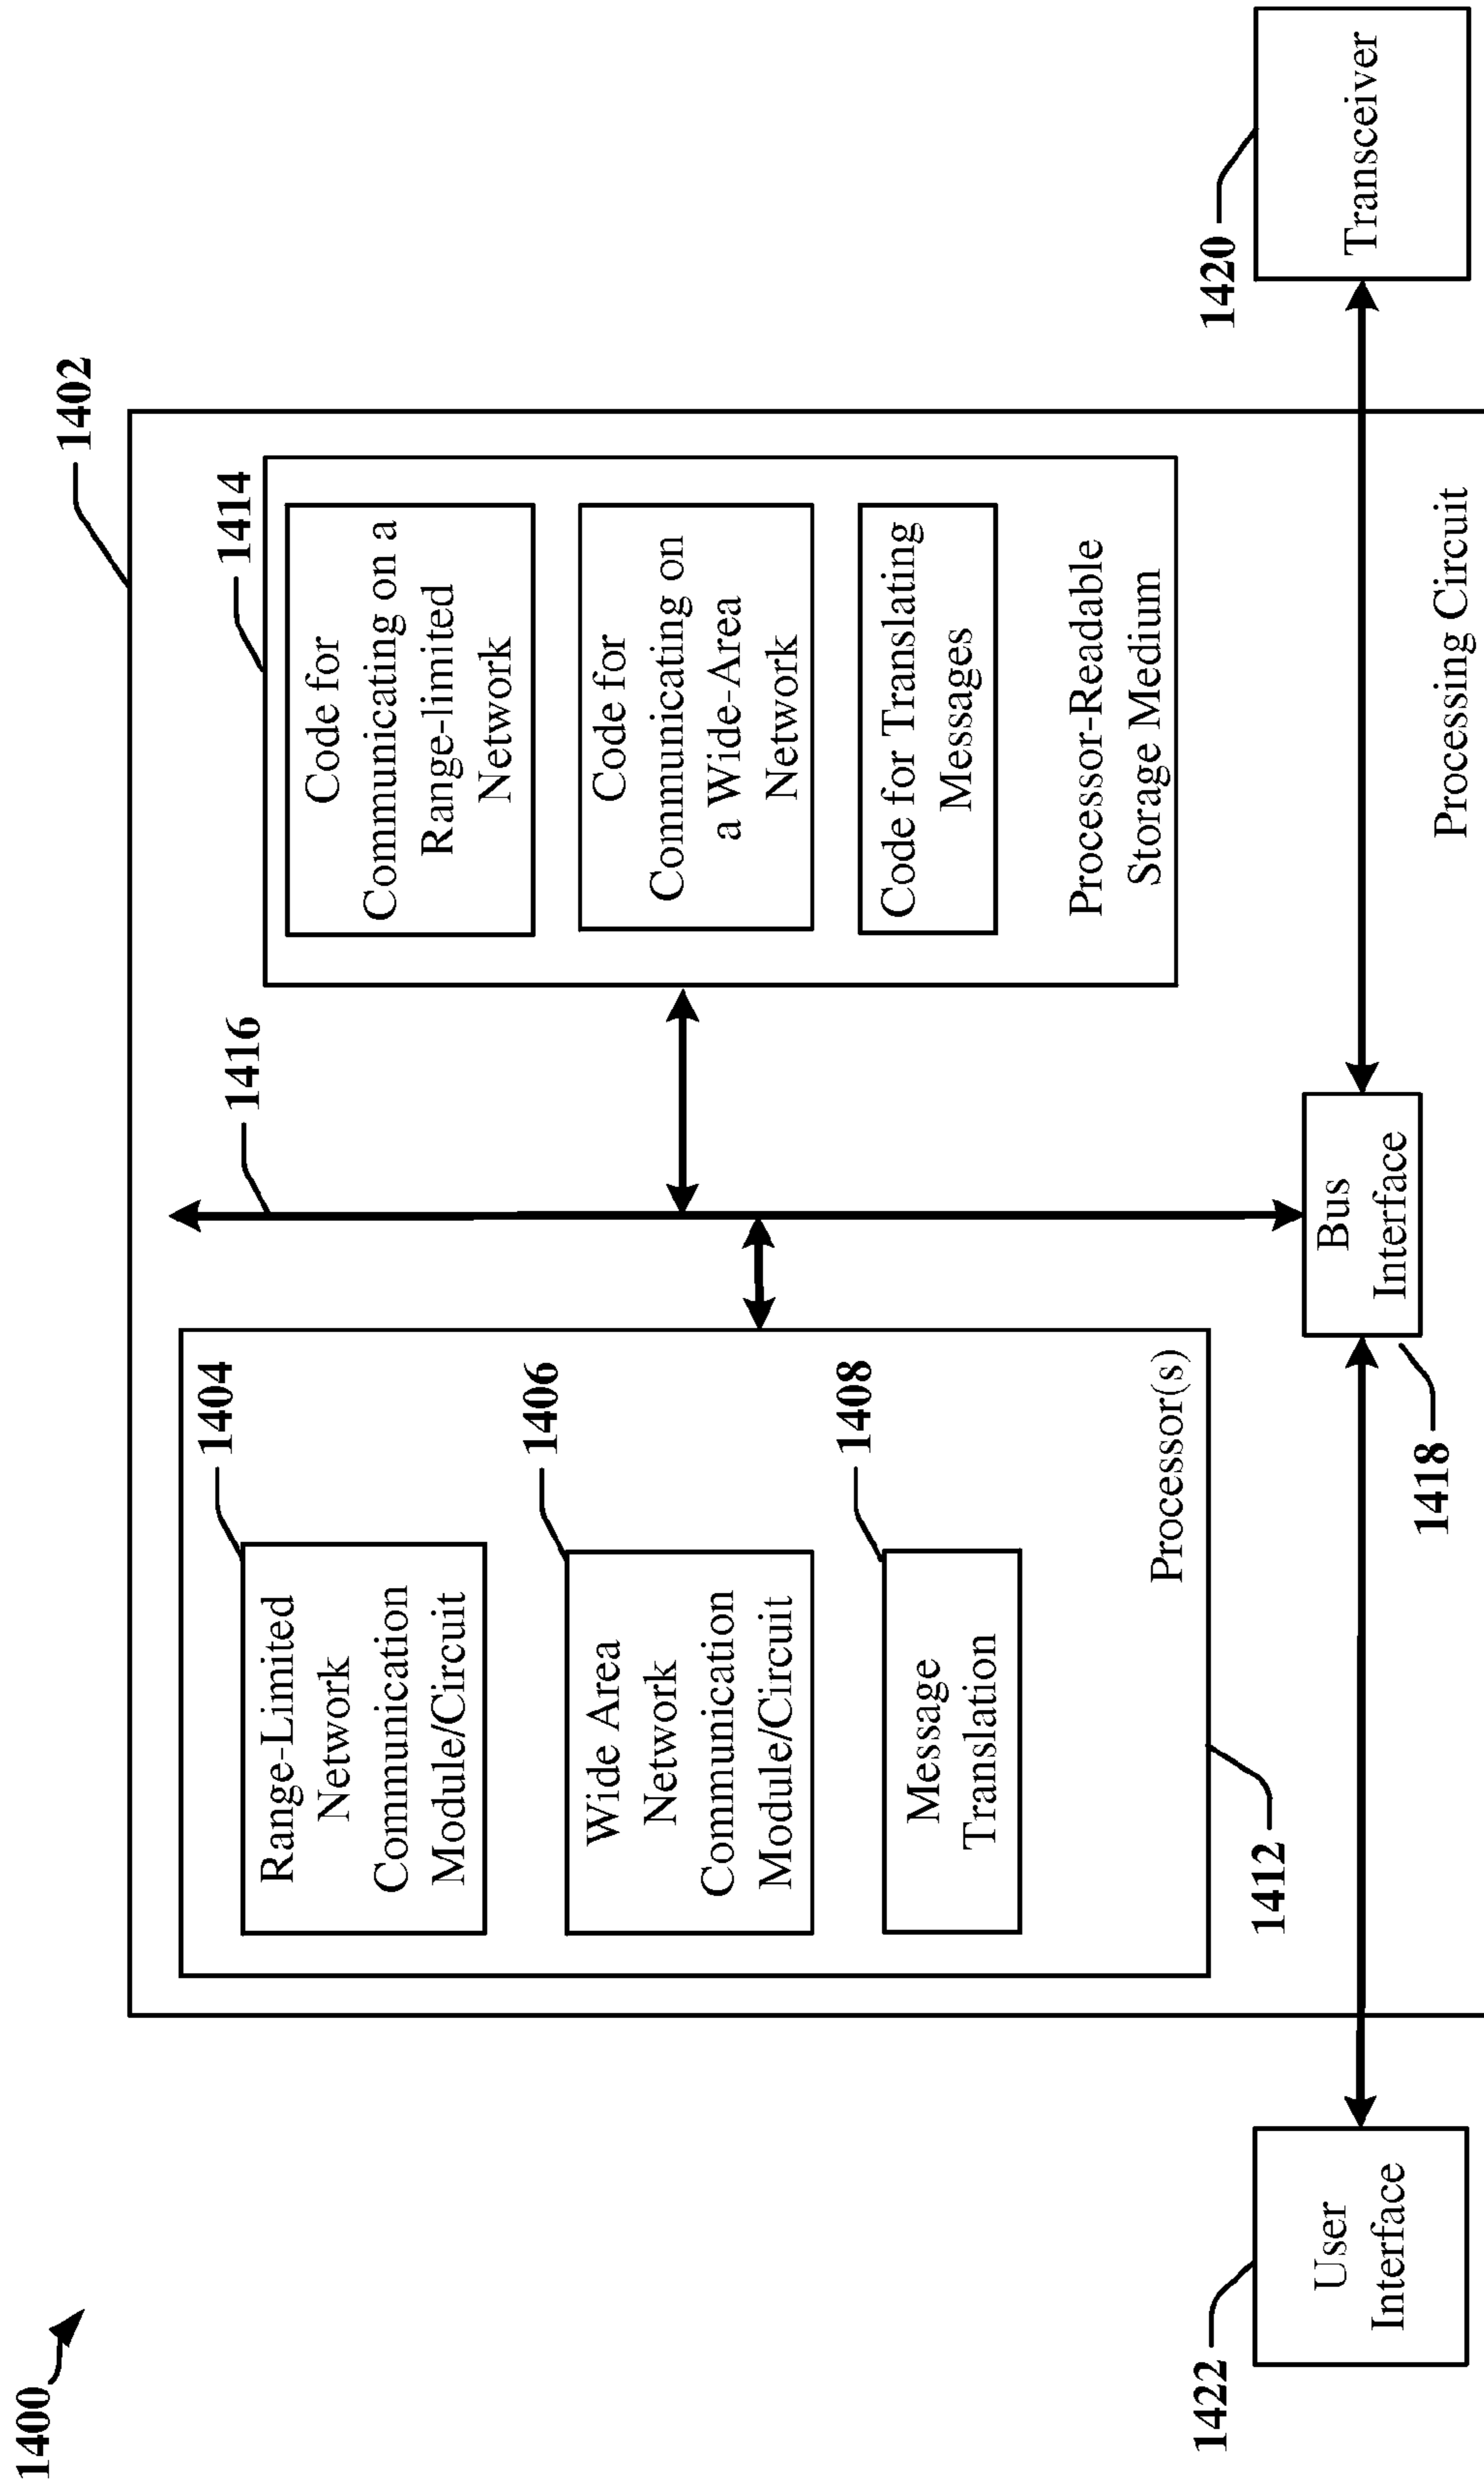 1400
1402
1404
Range-Limited
Network
Communication
Module/Circuit
1406
Wide Area
Network
Communication
Module/Circuit
1408
Message
Translation
Processor(s)
1412
1416
1414
Code for
Communicating on a
Range-limited
Network
Code for
Communicating on
a Wide-Area
Network
Code for Translating
Messages
Processor-Readable
Storage Medium
1422
User
Interface
Bus
Interface
1418
1420
Transceiver
Processing Circuit